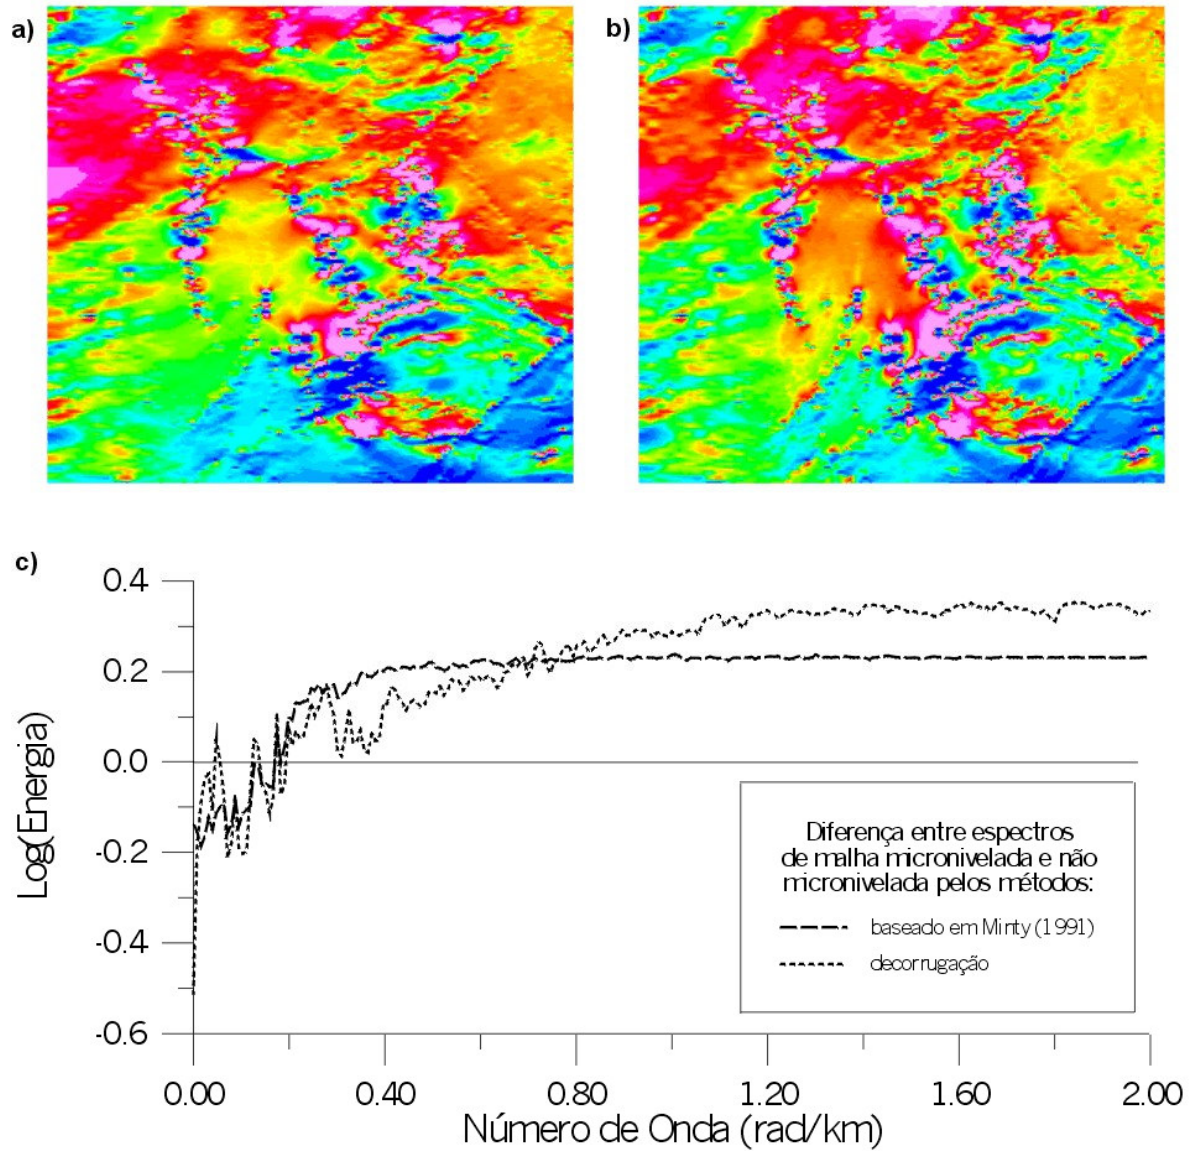 a)
b)
c)
0.4
0.2
0.0
-0.2
-0.4
-0.6
Log(Energia)
Diferença entre espectros
de malha micronivelada e não
micronivelada pelos métodos:
baseado em Minty (1991)
decorrugação
0.00 0.40 0.80 1.20 1.60 2.00
Número de Onda (rad/km)